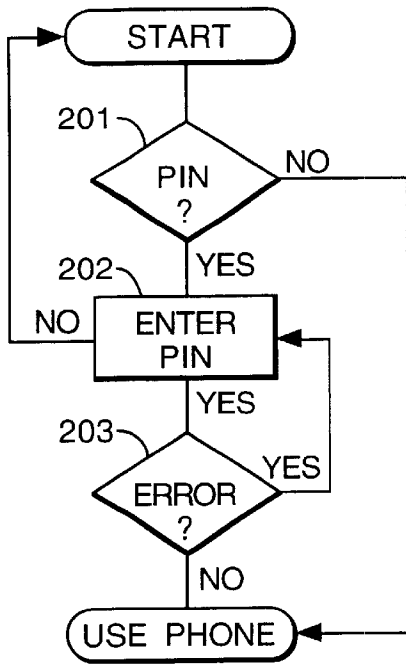 START
201
PIN
?
NO
YES
202
NO
ENTER
PIN
YES
203
YES
ERROR
?
NO
USE PHONE